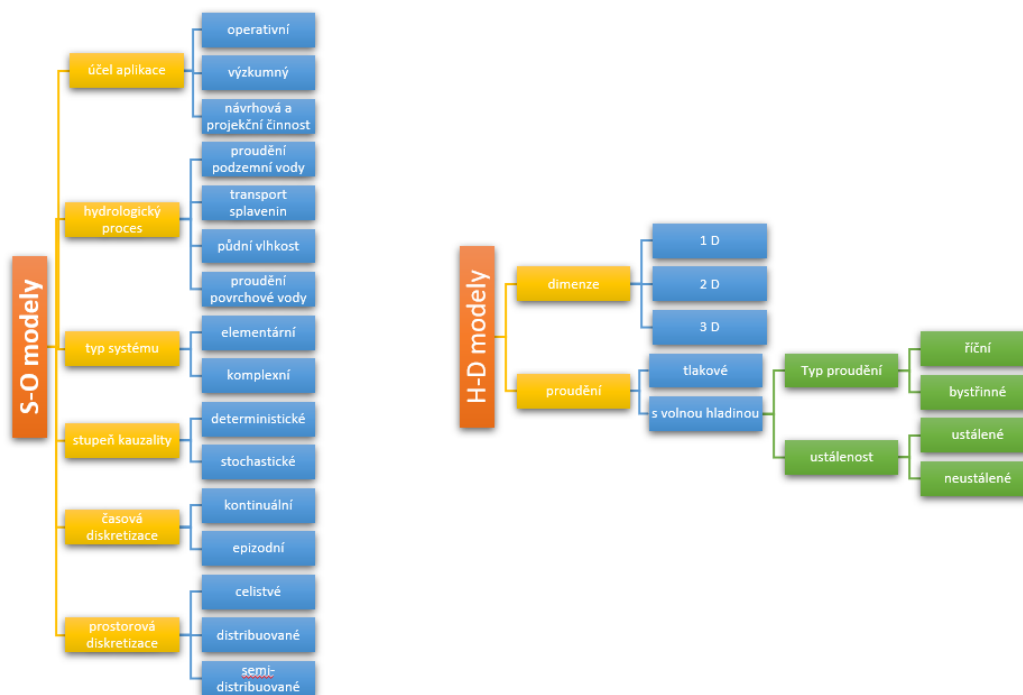 S-O modely
účel aplikace
operativní
výzkumný
návrhová a
projekční činnost
hydrologický
proces
proudění
podzemní vody
transport
splavenin
půdní vlhkost
proudění
povrchové vody
typ systému
elementární
komplexní
stupeň kauzality
deterministické
stochastické
časová
diskretizace
kontinuální
epizodní
prostorová
diskretizace
celistvé
distribuované
semi-
distribuované
H-D modely
dimenze
1 D
2 D
3 D
proudění
tlakové
s volnou hladinou
Typ proudění
říční
bystřinné
ustálenost
ustálené
neustálené